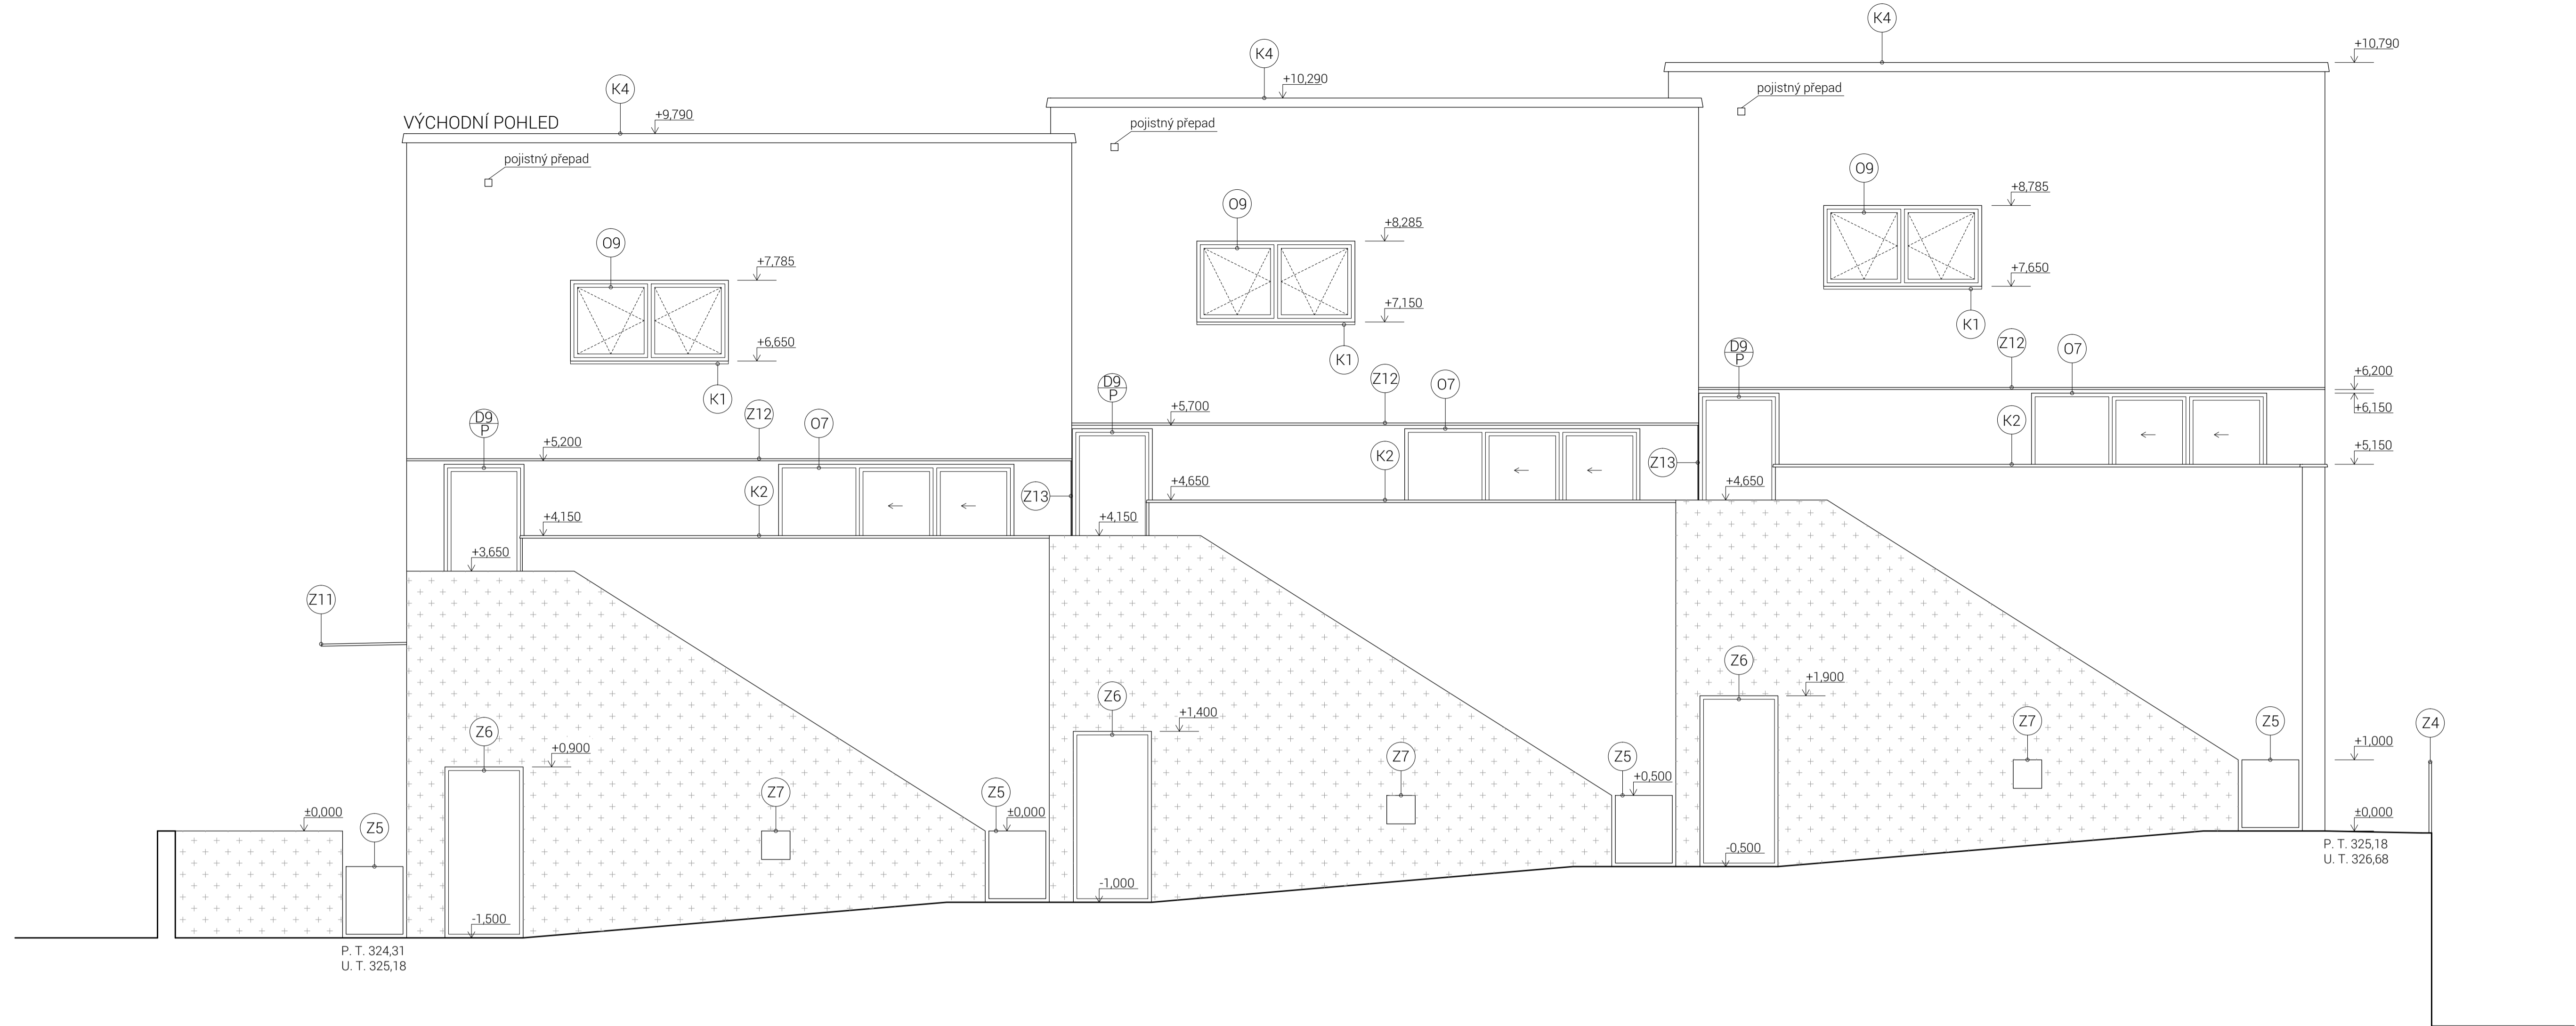 K4
K4
+10,790
K4
+10,290
pojistný přepad
VÝCHODNÍ POHLED
+9,790
pojistný přepad
pojistný přepad
O9
+8,785
O9
+8,285
O9
+7,785
+7,650
+7,150
K1
+6,650
K1
K1
Z12
O7
D9
P
+6,200
Z12
O7
D9
P
+6,150
+5,700
K2
Z12
O7
D9
P
+5,200
+5,150
K2
Z13
+4,650
+4,650
K2
Z13
+4,150
+4,150
+3,650
Z11
Z6
+1,900
Z6
+1,400
Z7
Z5
Z4
Z6
+0,900
+1,000
Z7
Z5
+0,500
Z7
Z5
±0,000
±0,000
±0,000
Z5
-0,500
P. T. 325,18
U. T. 326,68
-1,000
-1,500
P. T. 324,31
U. T. 325,18